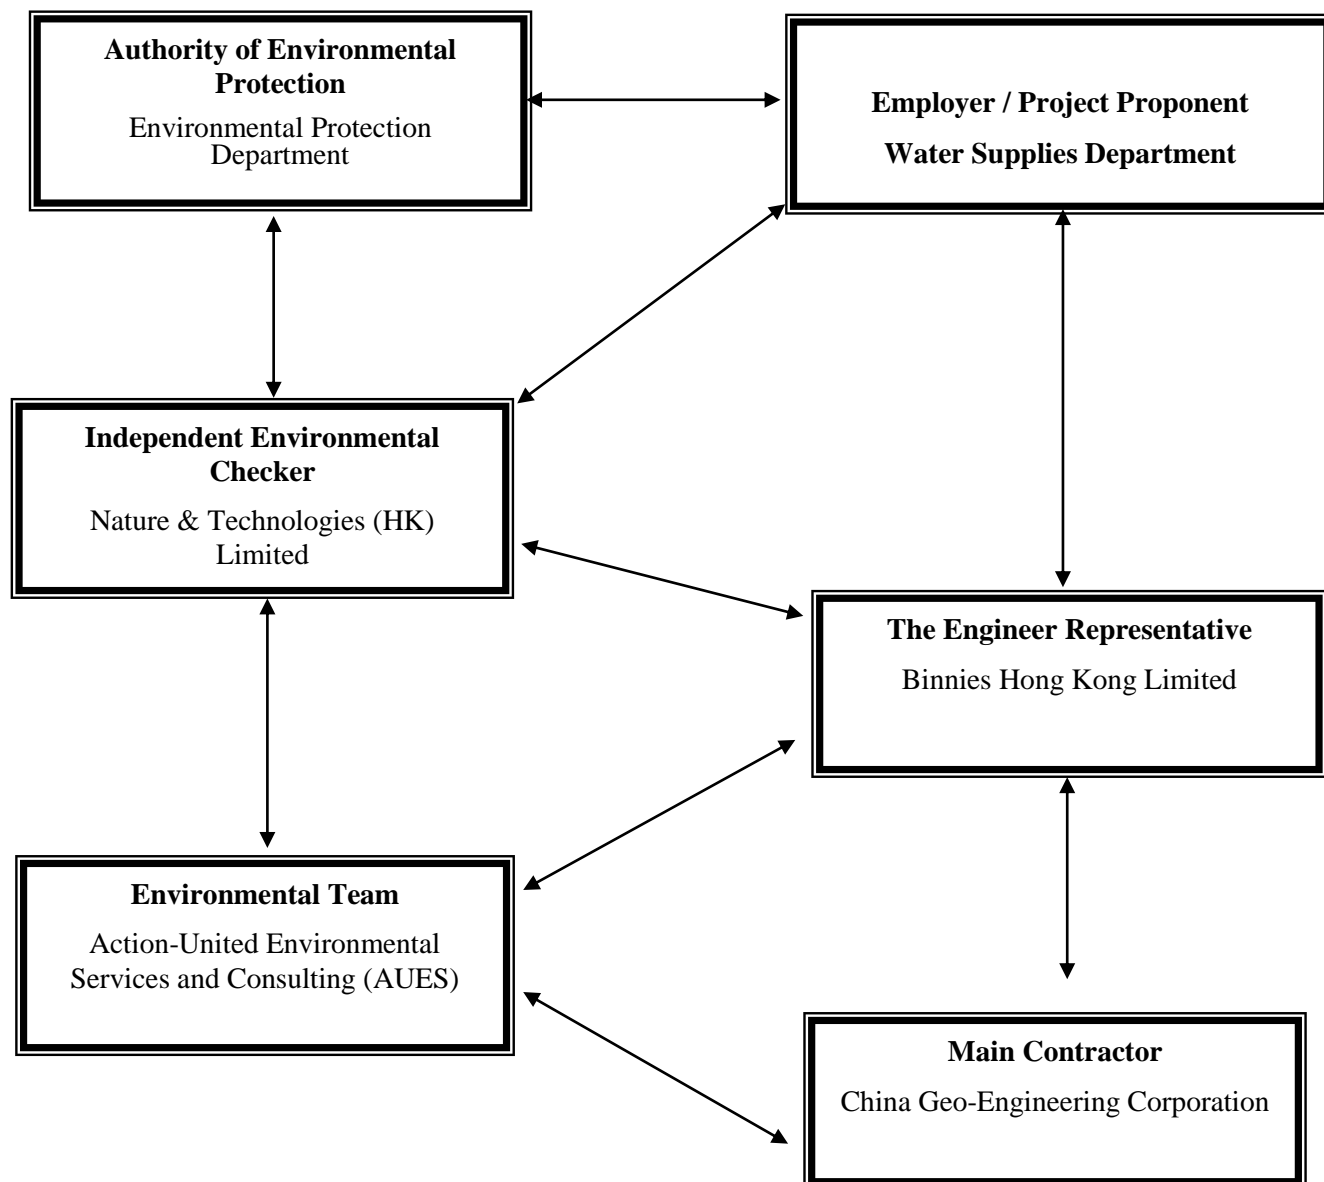 Authority of Environmental
Protection
Environmental Protection
Department
Employer / Project Proponent
Water Supplies Department
Independent Environmental
Checker
Nature & Technologies (HK)
Limited
The Engineer Representative
Binnies Hong Kong Limited
Environmental Team
Action-United Environmental
Services and Consulting (AUES)
Main Contractor
China Geo-Engineering Corporation